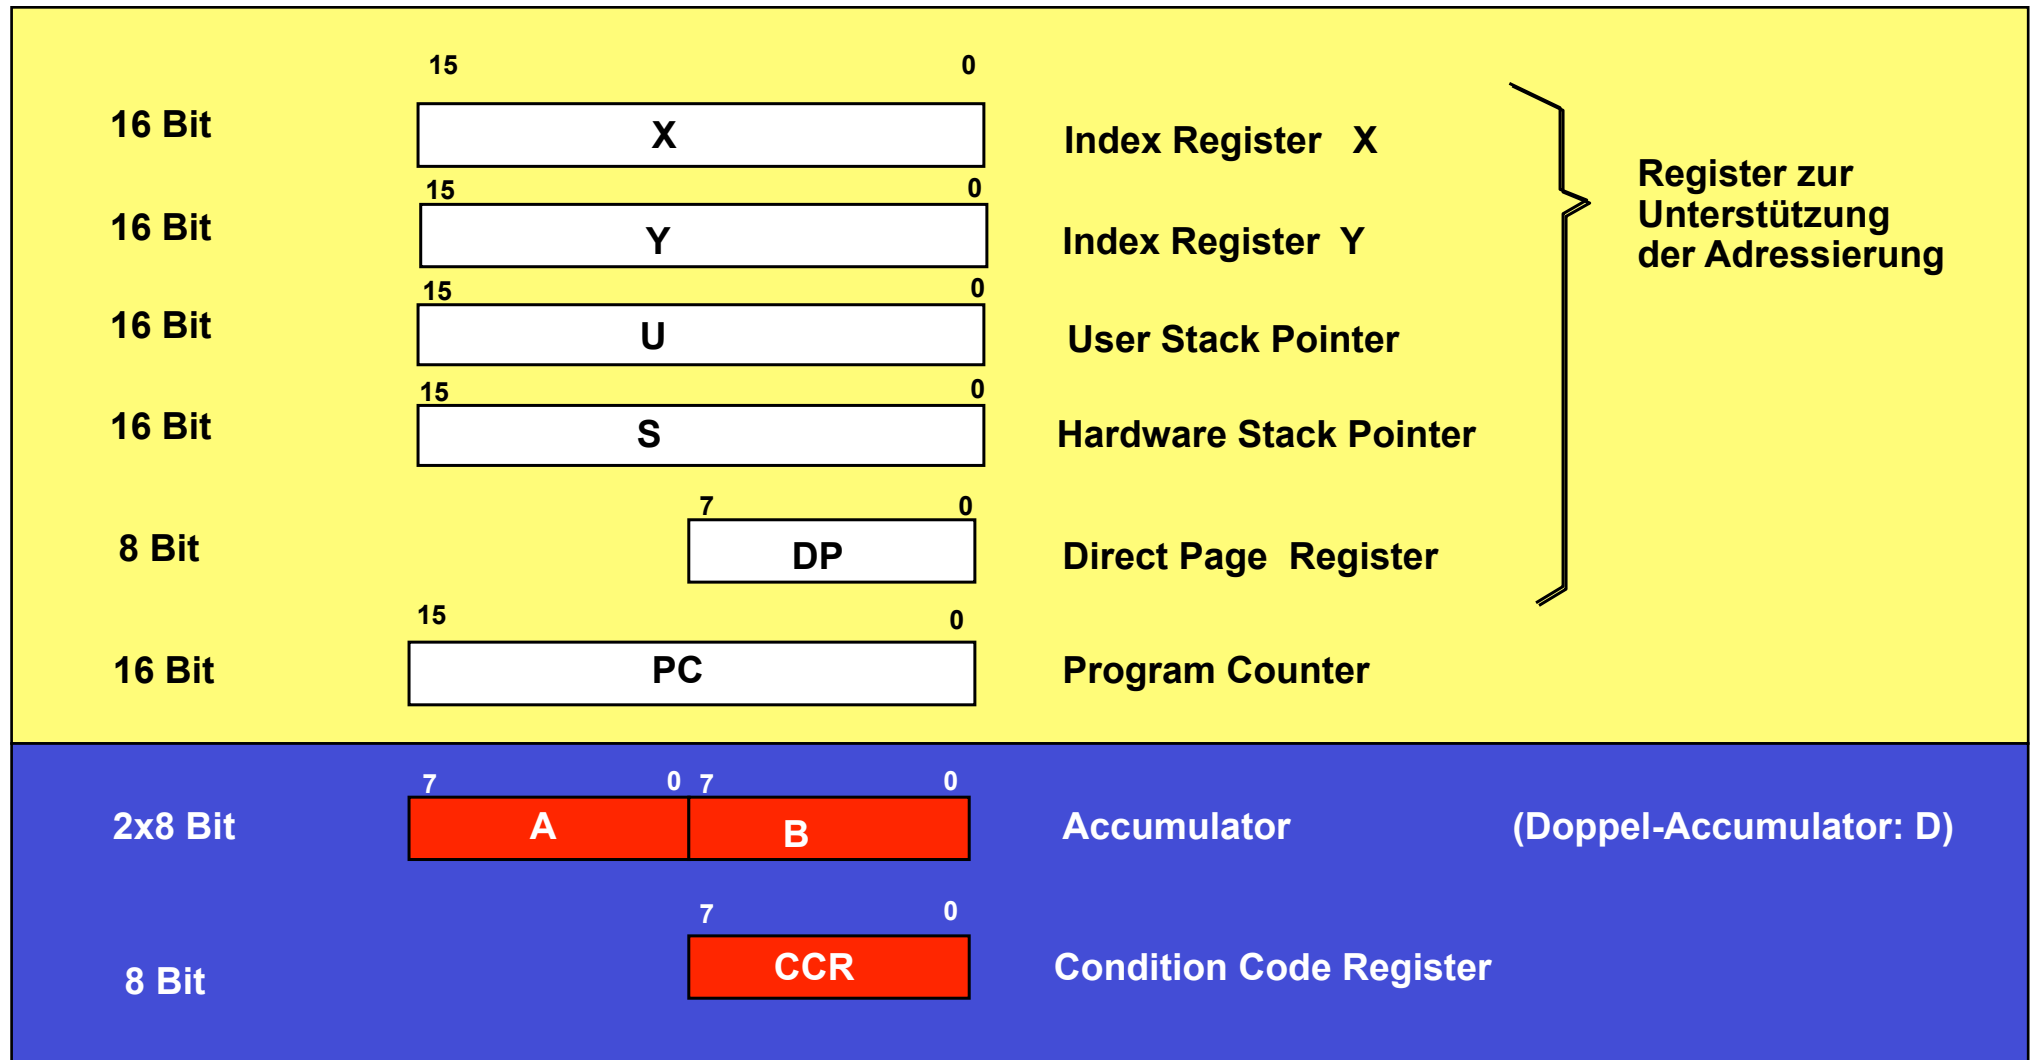 15 0
16 Bit X Index Register X
Register zur
Unterstützung
der Adressierung
15 0
16 Bit Y Index Register Y
15 0
16 Bit U User Stack Pointer
15 0
16 Bit S Hardware Stack Pointer
7 0
8 Bit DP Direct Page Register
15 0
16 Bit PC Program Counter
7 0 7 0
2x8 Bit A B Accumulator (Doppel-Accumulator: D)
7 0
8 Bit CCR Condition Code Register